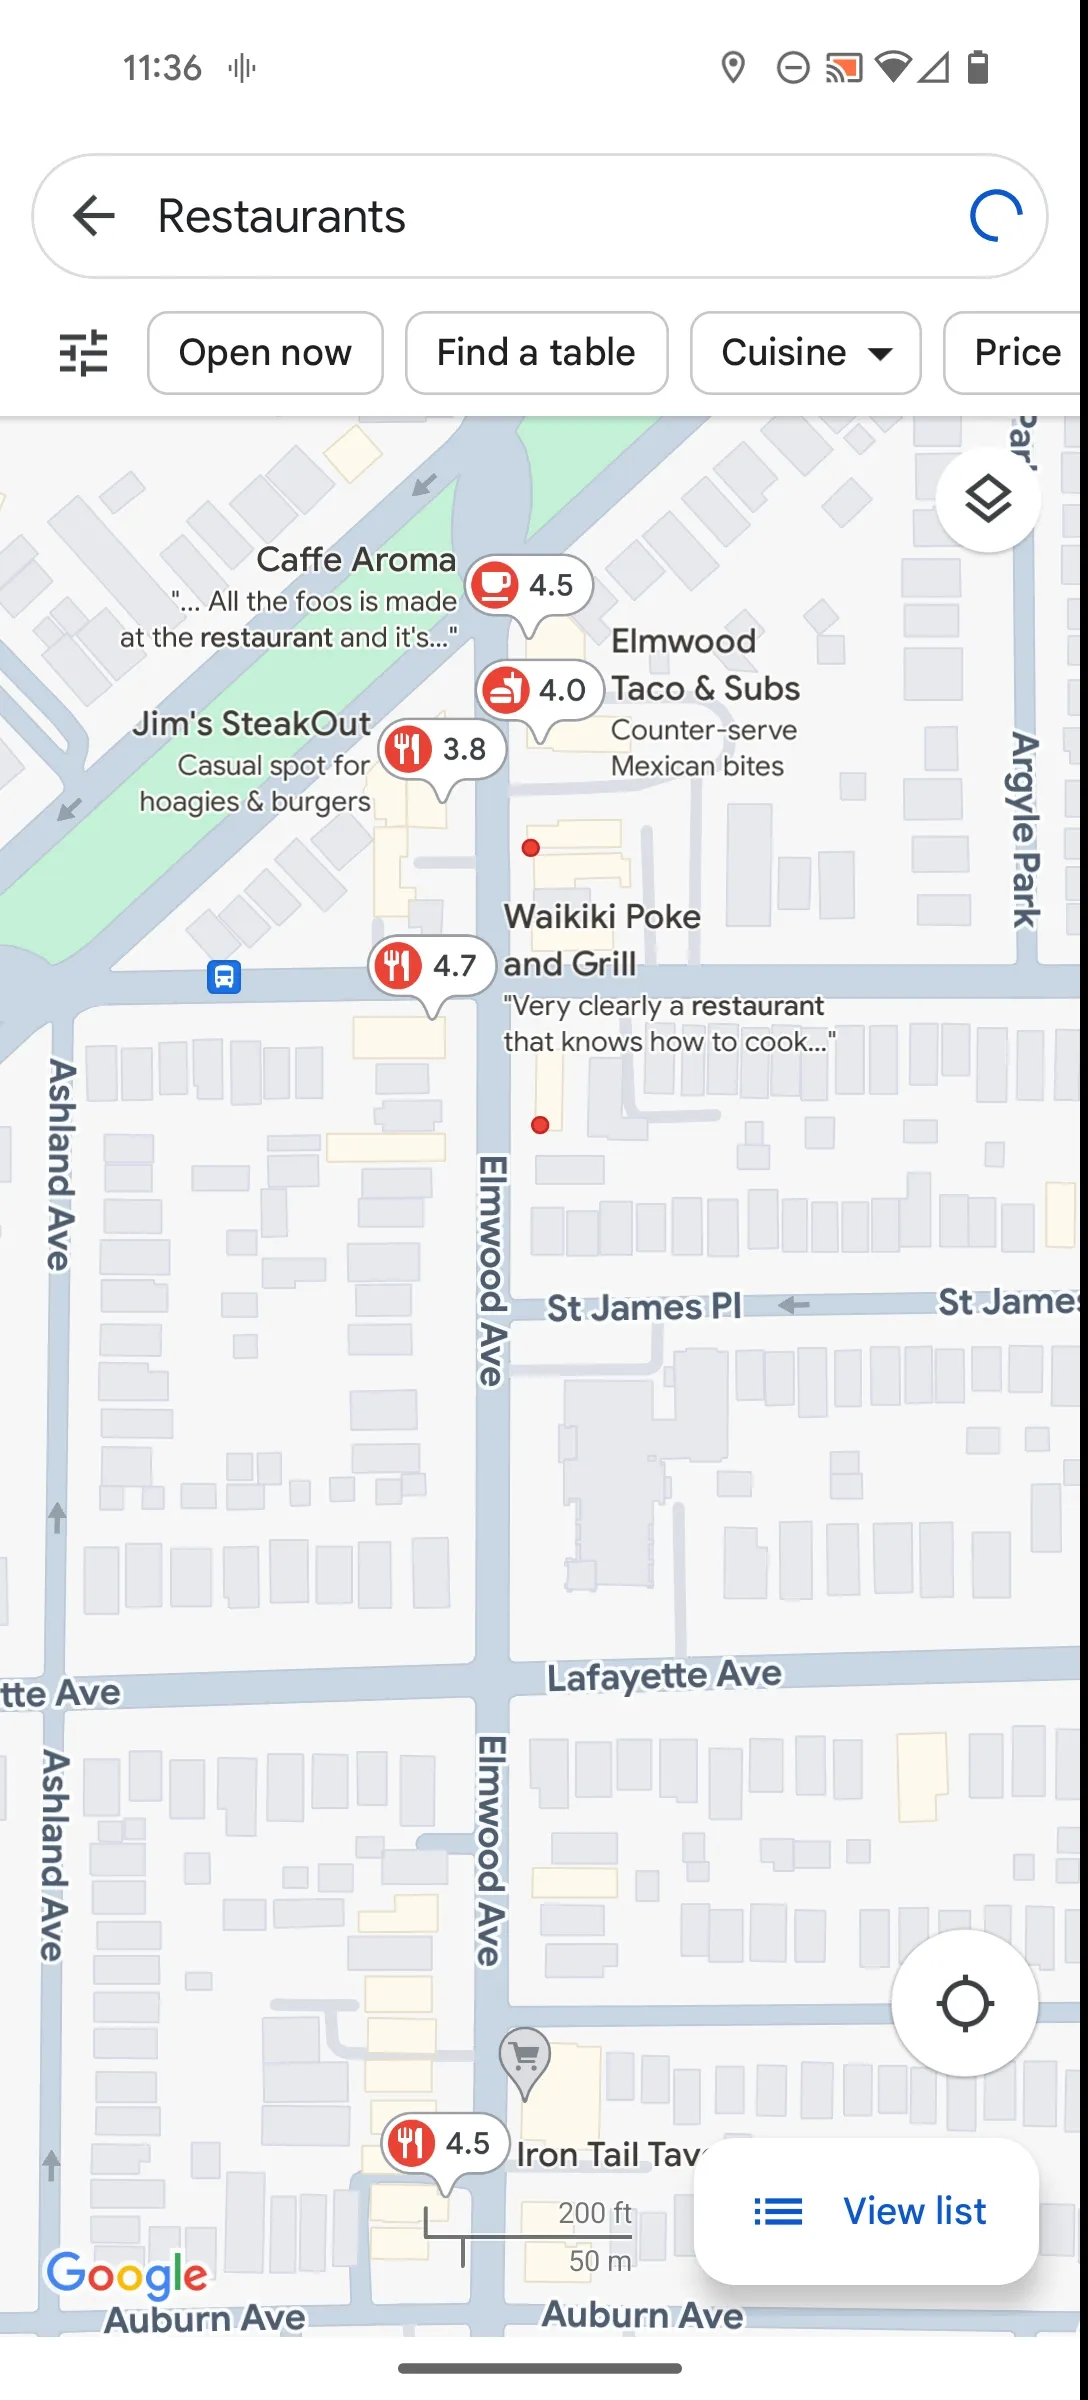 11:36
Restaurants
Open now
Find a table
Cuisine
Price
Caffe Aroma
"... All the foos is made
at the restaurant and it's..."
4.5
Elmwood
Taco & Subs
Counter-serve
Mexican bites
4.0
Jim's SteakOut
Casual spot for
hoagies & burgers
3.8
Argyle Park
Waikiki Poke
and Grill
"Very clearly a restaurant
that knows how to cook..."
4.7
Ashland Ave
Elmwood Ave
St James Pl
St James
Lafayette Ave
tte Ave
Ashland Ave
Elmwood Ave
4.5
Iron Tail Tav
200 ft
50 m
View list
Google
Auburn Ave
Auburn Ave